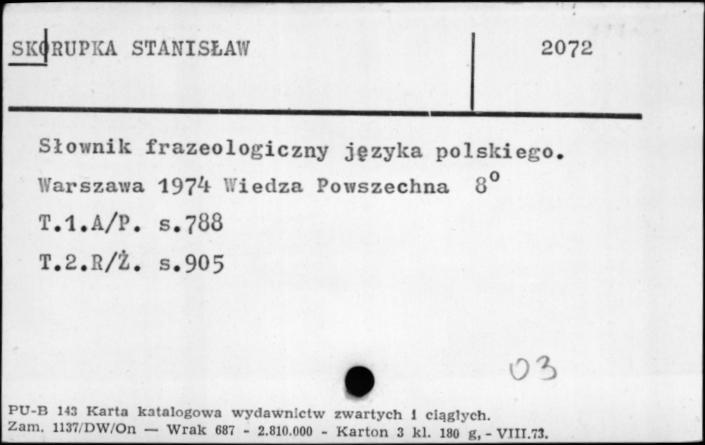 SKORUPKA STANISŁAW 2072
Słownik frazeologiczny języka polskiego.
Warszawa 1974 Wiedza Powszechna 8°
T.1.A/P. s.788
T.2.R/Ż. s.905
03
PU-B 143 Karta katalogowa wydawnictw zwartych i ciągłych.
Zam. 1137/DW/On — Wrak 687 - 2.810.000 - Karton 3 kl. 180 g, - VIII.73.